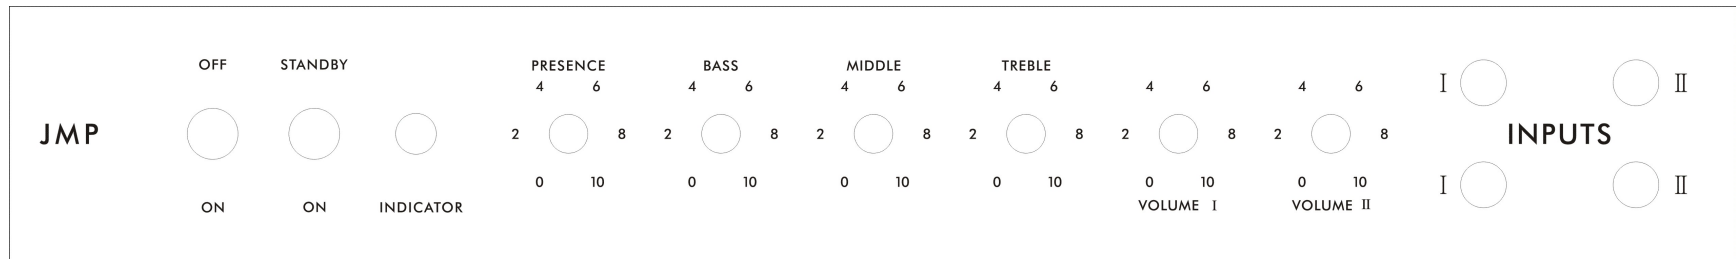 OFF STANDBY PRESENCE BASS MIDDLE TREBLE
4 6 4 6 4 6 4 6 4 6 4 6
I II
JMP 2 8 2 8 2 8 2 8 2 8 2 8 INPUTS
0 10 0 10 0 10 0 10 0 10 0 10
I II
ON ON INDICATOR VOLUME I VOLUME II